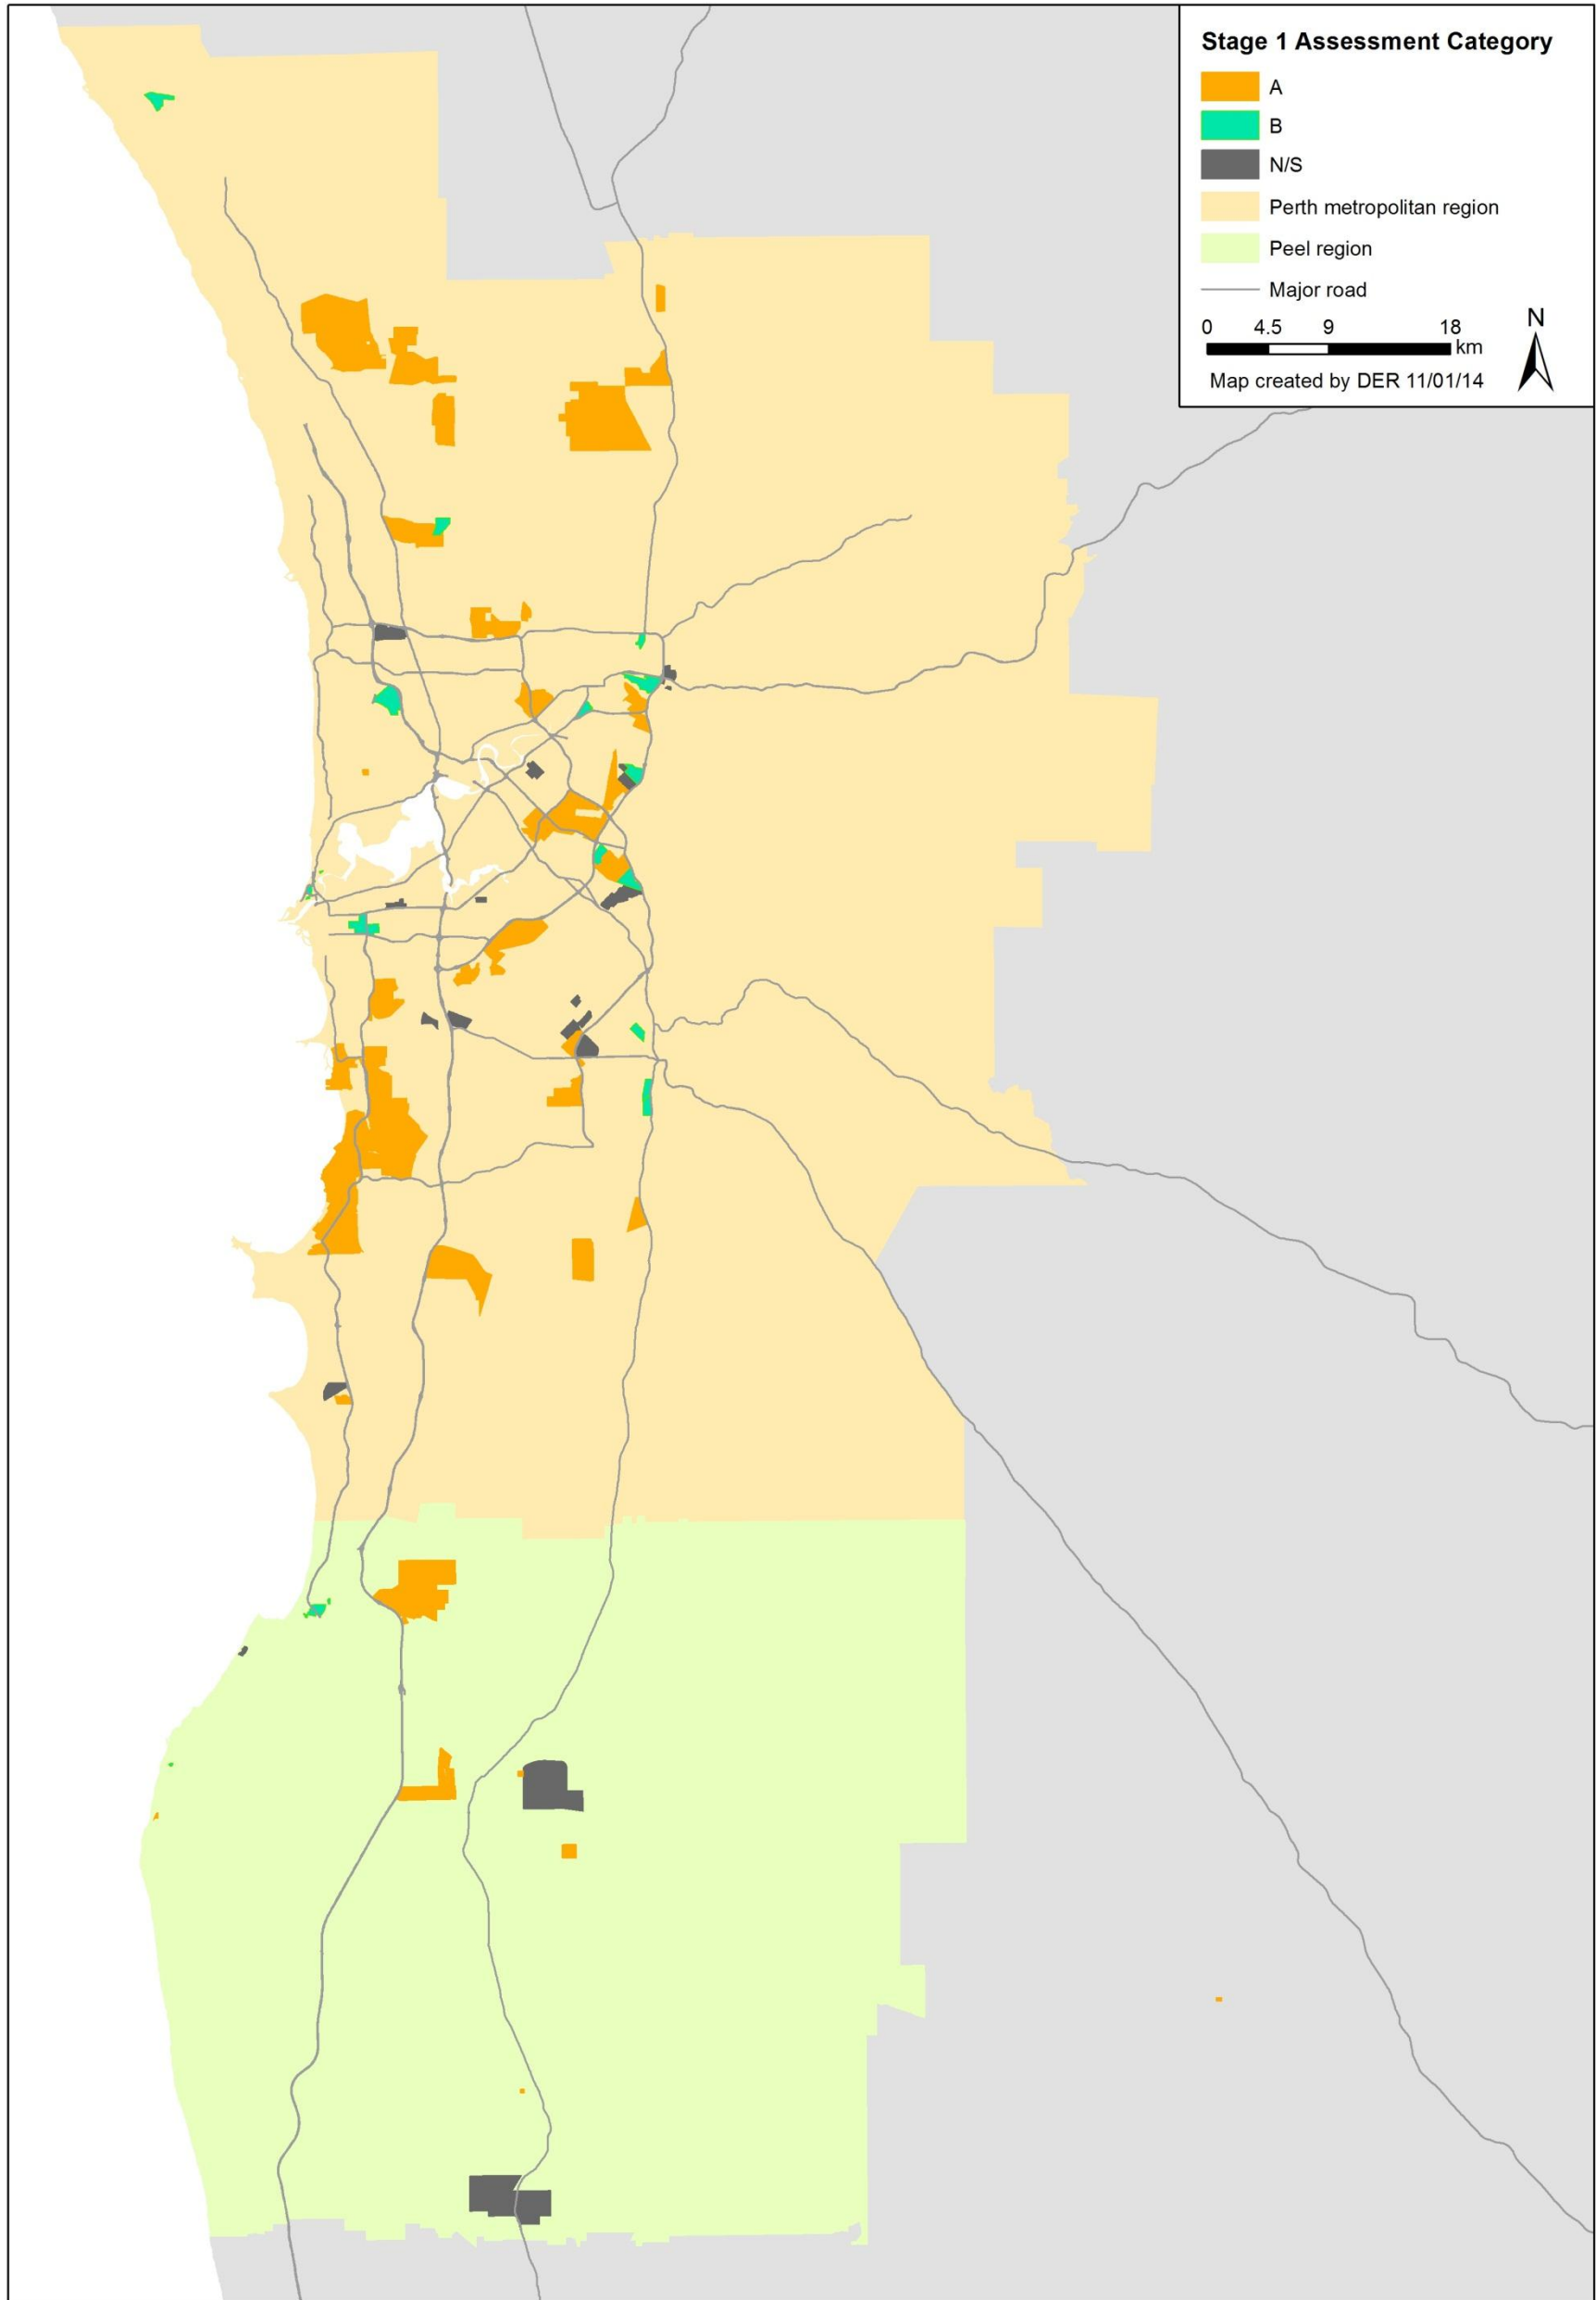 Stage 1 Assessment Category
A
B
N/S
Perth metropolitan region
Peel region
Major road
0 4.5 9 18
km
N
Map created by DER 11/01/14